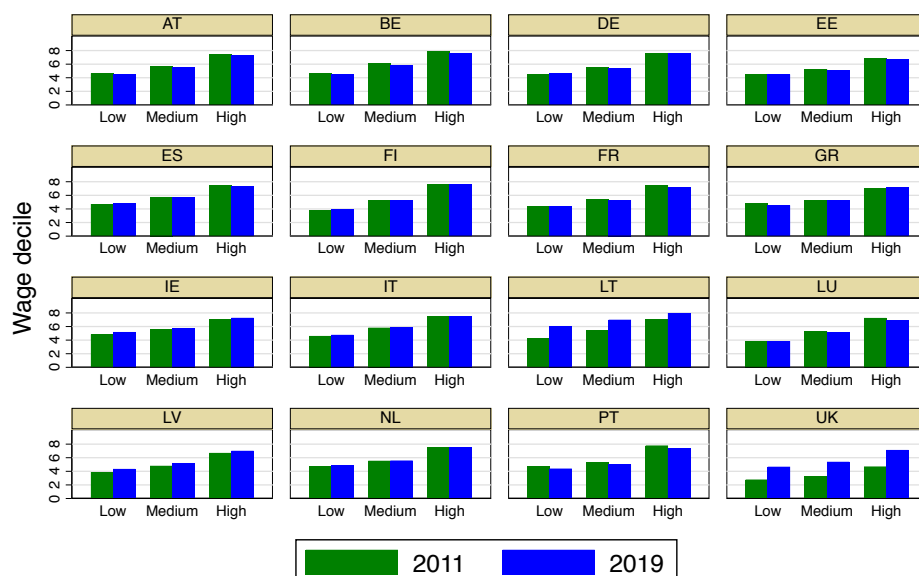 AT BE DE EE
0 2 4 6 8
Low Medium High Low Medium High Low Medium High Low Medium High
ES FI FR GR
0 2 4 6 8
Low Medium High Low Medium High Low Medium High Low Medium High
Wage decile
IE IT LT LU
0 2 4 6 8
Low Medium High Low Medium High Low Medium High Low Medium High
LV NL PT UK
0 2 4 6 8
Low Medium High Low Medium High Low Medium High Low Medium High
2011 2019